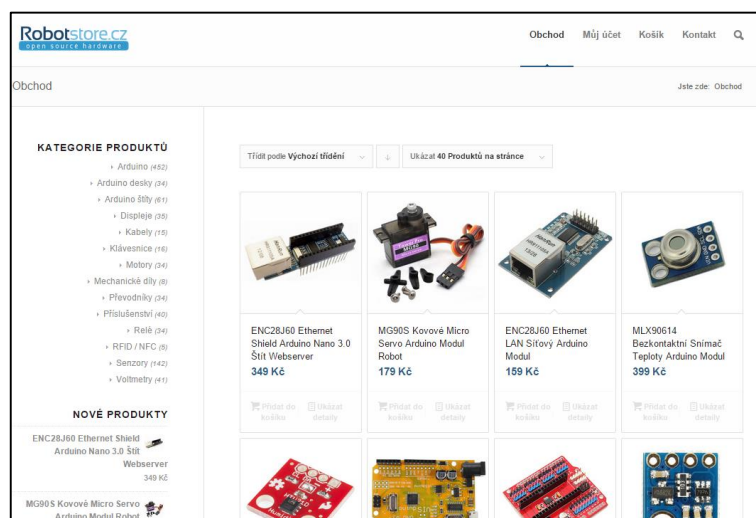 Robotstore.cz
open source hardware
Obchod
Můj účet
Košík
Kontakt
Obchod
Jste zde: Obchod
KATEGORIE PRODUKTŮ
Arduino (452)
Arduino desky (34)
Arduino štíty (61)
Displeje (35)
Kabely (15)
Klávesnice (16)
Motory (34)
Mechanické díly (8)
Převodníky (34)
Příslušenství (40)
Relé (34)
RFID / NFC (5)
Senzory (142)
Voltmetry (41)
NOVÉ PRODUKTY
ENC28J60 Ethernet Shield
Arduino Nano 3.0 Štít
Webserver
349 Kč
MG90S Kovové Micro Servo
Arduino Modul Robot
Třídit podle Výchozí třídění
Ukázat 40 Produktů na stránce
ENC28J60 Ethernet
Shield Arduino Nano 3.0
Štít Webserver
349 Kč
Přidat do
košíku
Ukázat
detaily
MG90S Kovové Micro
Servo Arduino Modul
Robot
179 Kč
Přidat do
košíku
Ukázat
detaily
ENC28J60 Ethernet
LAN Síťový Arduino
Modul
159 Kč
Přidat do
košíku
Ukázat
detaily
MLX90614
Bezkontaktní Snímač
Teploty Arduino Modul
399 Kč
Přidat do
košíku
Ukázat
detaily